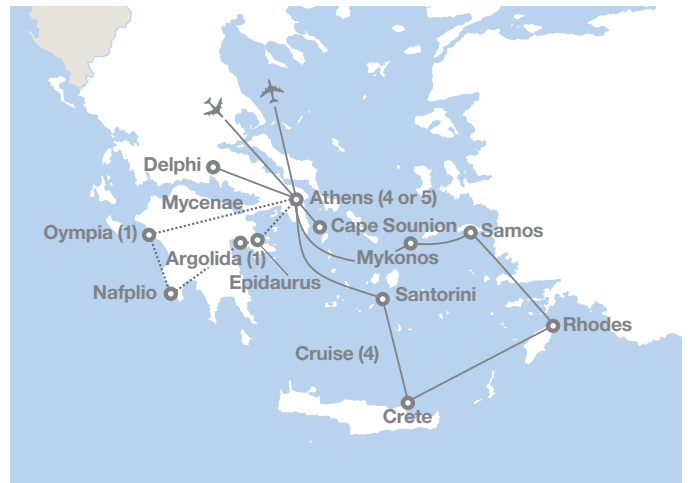 Delphi
Mycenae
Athens (4 or 5)
Cape Sounion
Oympia (1)
Samos
Argolida (1)
Mykonos
Epidaurus
Nafplio
Santorini
Rhodes
Cruise (4)
Crete